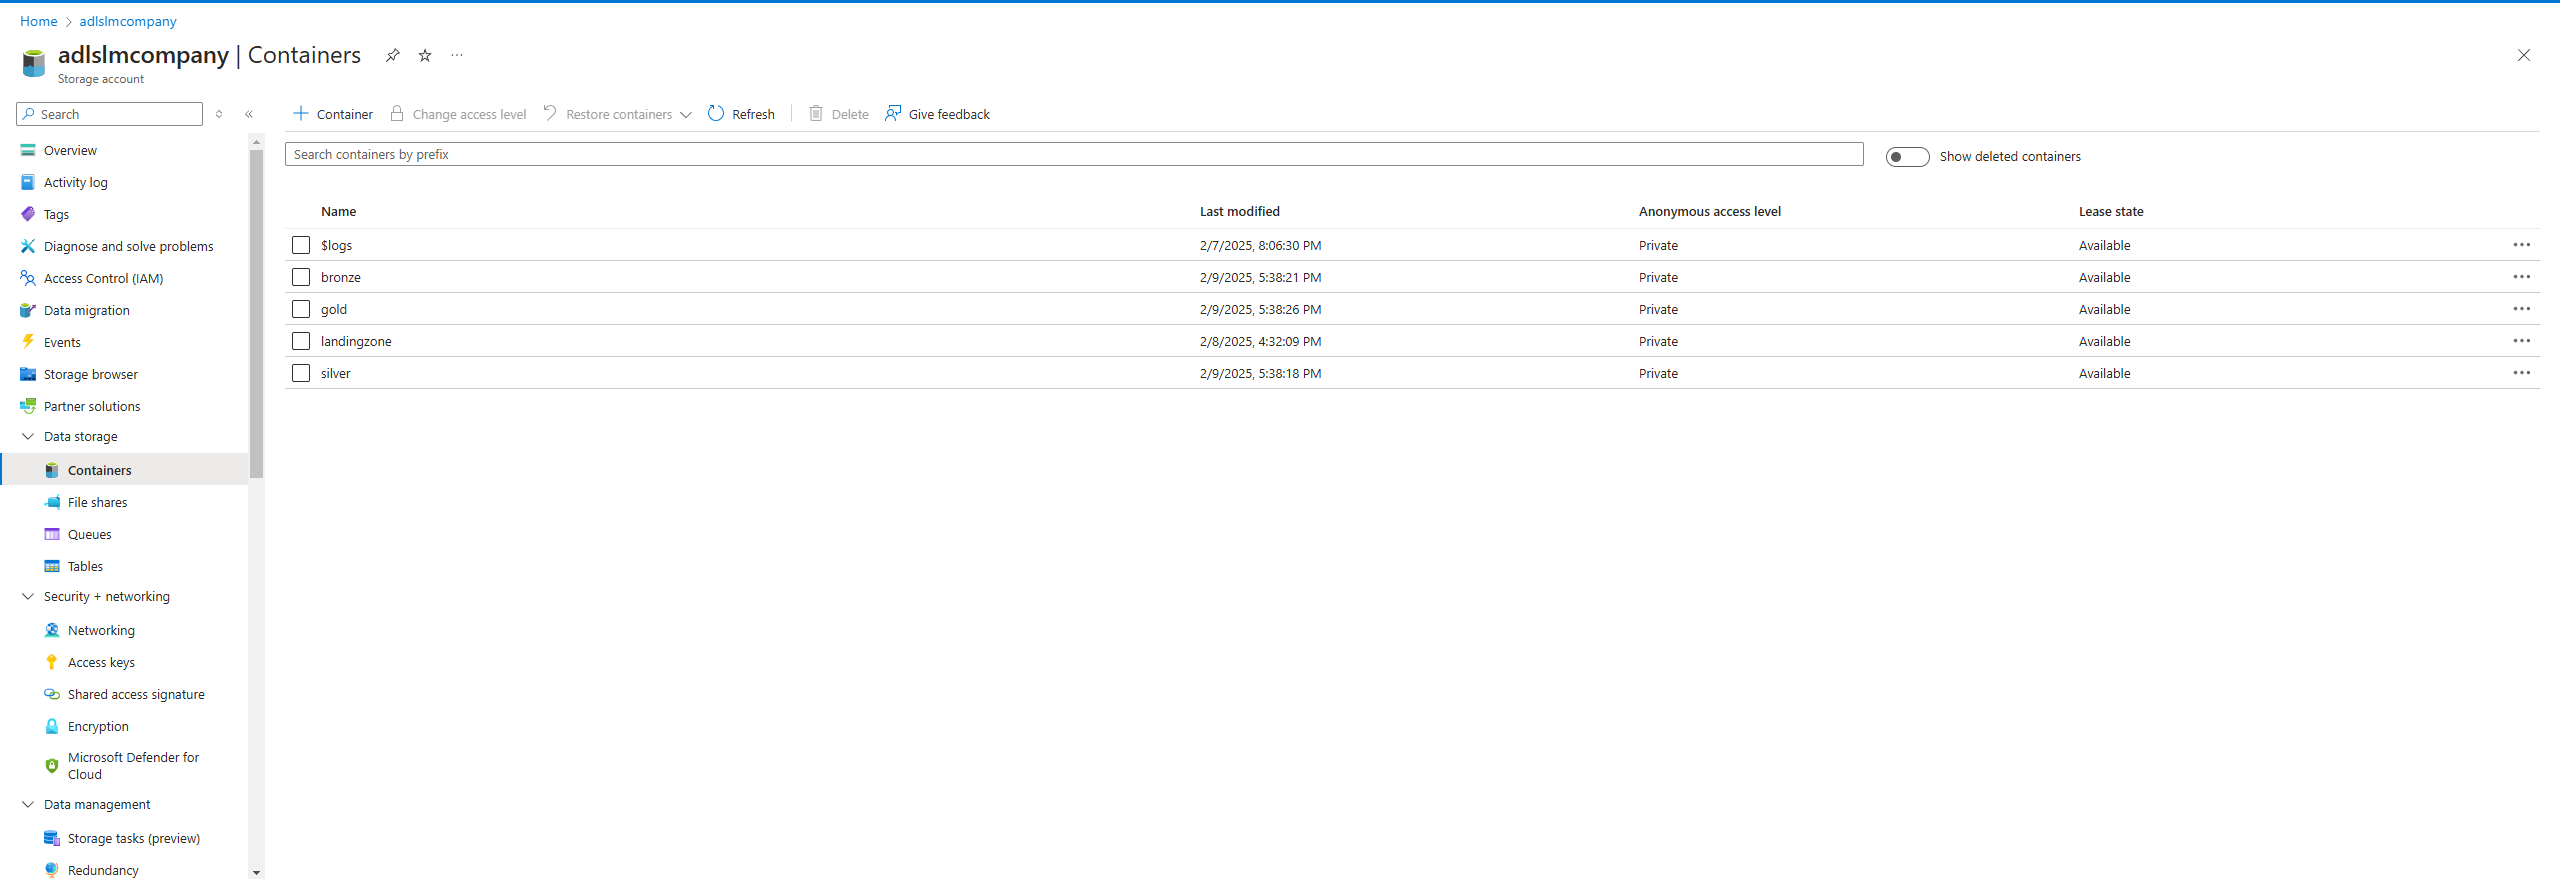 Home > adlslmcompany
adlslmcompany | Containers
Storage account
Search
Overview
Activity log
Tags
Diagnose and solve problems
Access Control (IAM)
Data migration
Events
Storage browser
Partner solutions
Data storage
Containers
File shares
Queues
Tables
Security + networking
Networking
Access keys
Shared access signature
Encryption
Microsoft Defender for
Cloud
Data management
Storage tasks (preview)
Redundancy
Container Change access level Restore containers Refresh Delete Give feedback
Search containers by prefix Show deleted containers
Name Last modified Anonymous access level Lease state
$logs 2/7/2025, 8:06:30 PM Private Available
bronze 2/9/2025, 5:38:21 PM Private Available
gold 2/9/2025, 5:38:26 PM Private Available
landingzone 2/8/2025, 4:32:09 PM Private Available
silver 2/9/2025, 5:38:18 PM Private Available